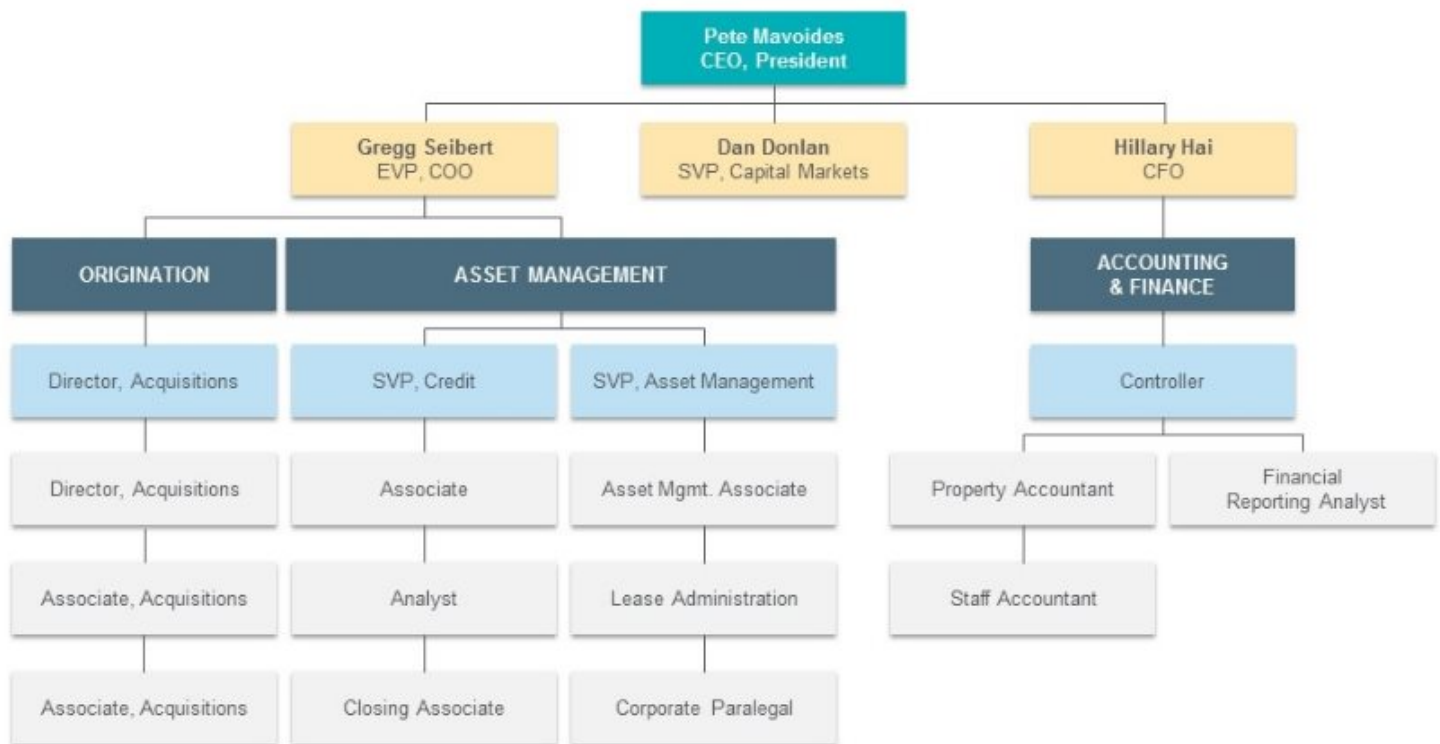 Pete Mavoides
CEO, President
Gregg Seibert
EVP, COO
Dan Donlan
SVP, Capital Markets
Hillary Hai
CFO
ORIGINATION
ASSET MANAGEMENT
ACCOUNTING
& FINANCE
Director, Acquisitions
SVP, Credit
SVP, Asset Management
Controller
Director, Acquisitions
Associate
Asset Mgmt. Associate
Property Accountant
Financial
Reporting Analyst
Associate, Acquisitions
Analyst
Lease Administration
Staff Accountant
Associate, Acquisitions
Closing Associate
Corporate Paralegal